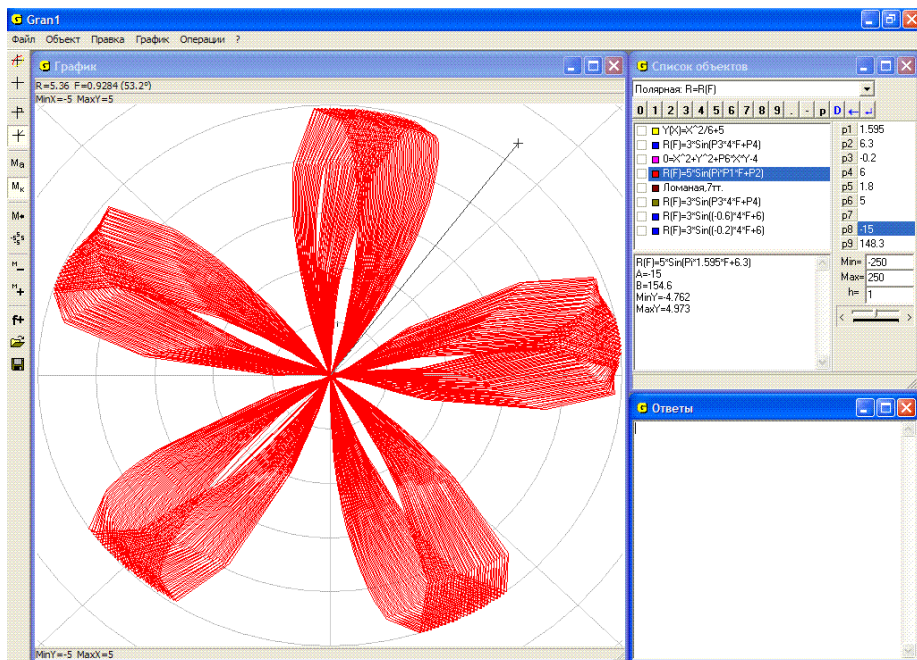 Gran1
Файл Объект Правка График Операции ?
График
R=5.36 F=0.9284 (53.2°)
MinX=-5 MaxY=5
MinY=-5 MaxX=5
Ma
Mк
M
-5
M
M
f+
Список объектов
Полярная: R=R(F)
0 1 2 3 4 5 6 7 8 9 . - p D
Y(X)=X^2/6+5
R(F)=3*Sin(P3*4*F+P4)
0=X^2+Y^2+P6*X*Y-4
R(F)=5*Sin(Pi*P1*F+P2)
Ломаная,7тт.
R(F)=3*Sin(P3*4*F+P4)
R(F)=3*Sin((-0.6)*4*F+6)
R(F)=3*Sin((-0.2)*4*F+6)
p1 1.595
p2 6.3
p3 -0.2
p4 6
p5 1.8
p6 5
p7
p8 -15
p9 148.3
R(F)=5*Sin(Pi*1.595*F+6.3)
A=-15
B=154.6
MinY=-4.762
MaxY=4.973
Min= -250
Max= 250
h= 1
Ответы